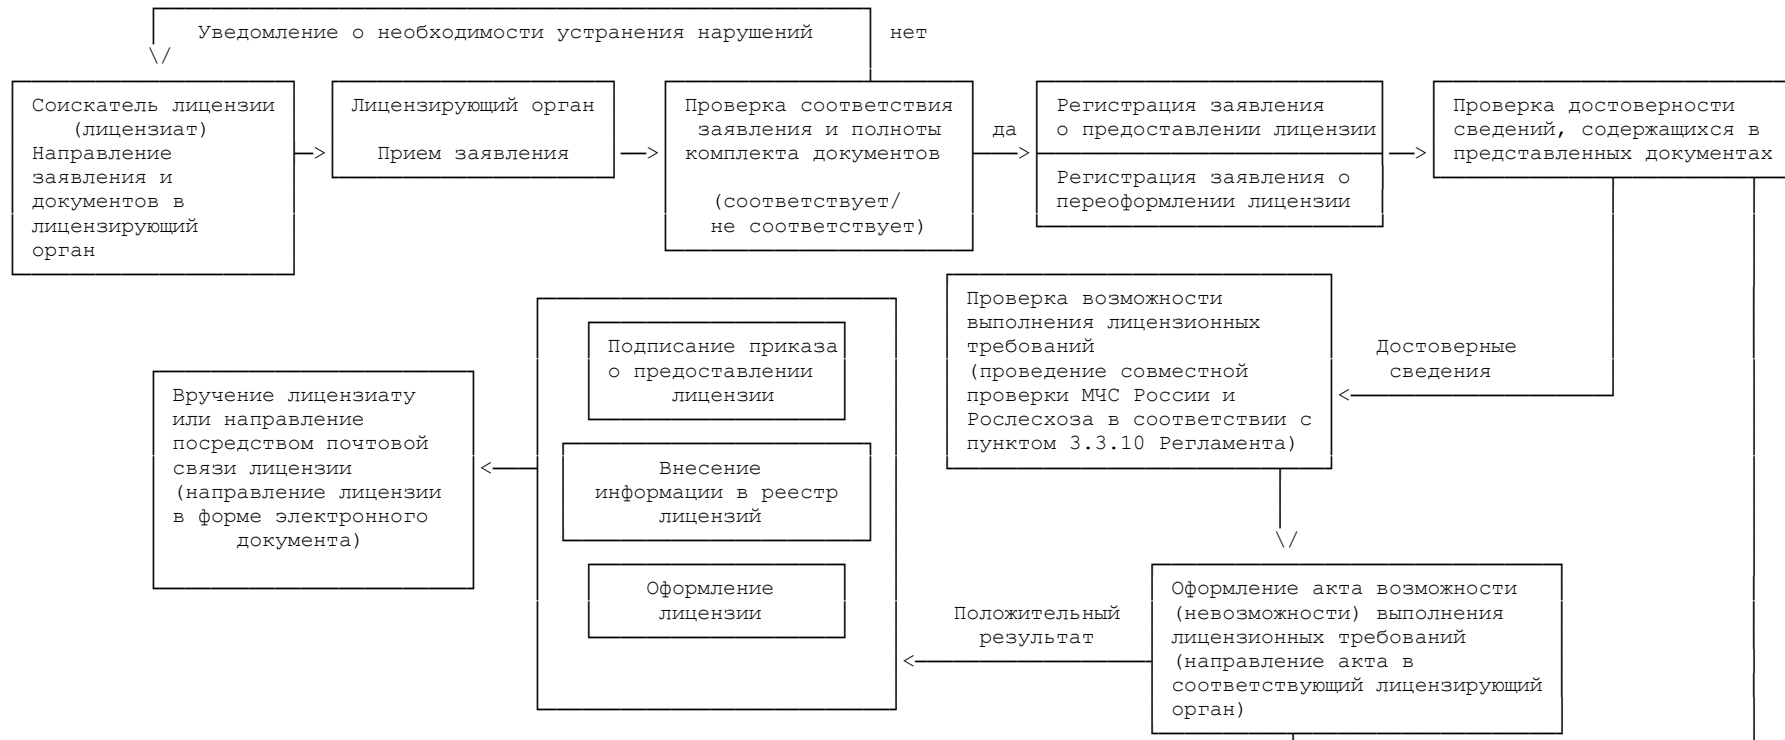 Уведомление о необходимости устранения нарушений
нет
Соискатель лицензии
(лицензиат)
Направление
заявления и
документов в
лицензирующий
орган
Лицензирующий орган
Прием заявления
Проверка соответствия
заявления и полноты
комплекта документов
(соответствует/
не соответствует)
да
Регистрация заявления
о предоставлении лицензии
Регистрация заявления о
переоформлении лицензии
Проверка достоверности
сведений, содержащихся в
представленных документах
Достоверные
сведения
Проверка возможности
выполнения лицензионных
требований
(проведение совместной
проверки МЧС России и
Рослесхоза в соответствии с
пунктом 3.3.10 Регламента)
Подписание приказа
о предоставлении
лицензии
Внесение
информации в реестр
лицензий
Оформление
лицензии
Вручение лицензиату
или направление
посредством почтовой
связи лицензии
(направление лицензии
в форме электронного
документа)
Положительный
результат
Оформление акта возможности
(невозможности) выполнения
лицензионных требований
(направление акта в
соответствующий лицензирующий
орган)